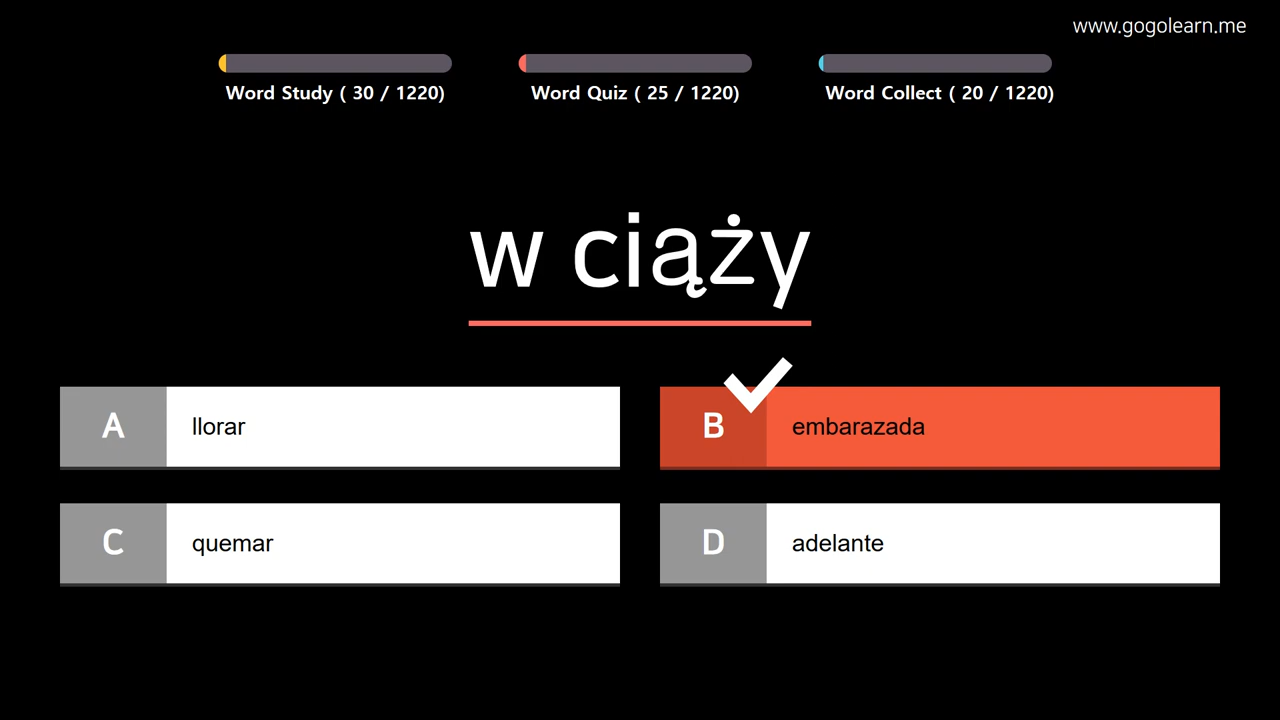 www.gogolearn.me
Word Study ( 30 / 1220)
Word Quiz ( 25 / 1220)
Word Collect ( 20 / 1220)
w ciąży
A llorar
B embarazada
C quemar
D adelante